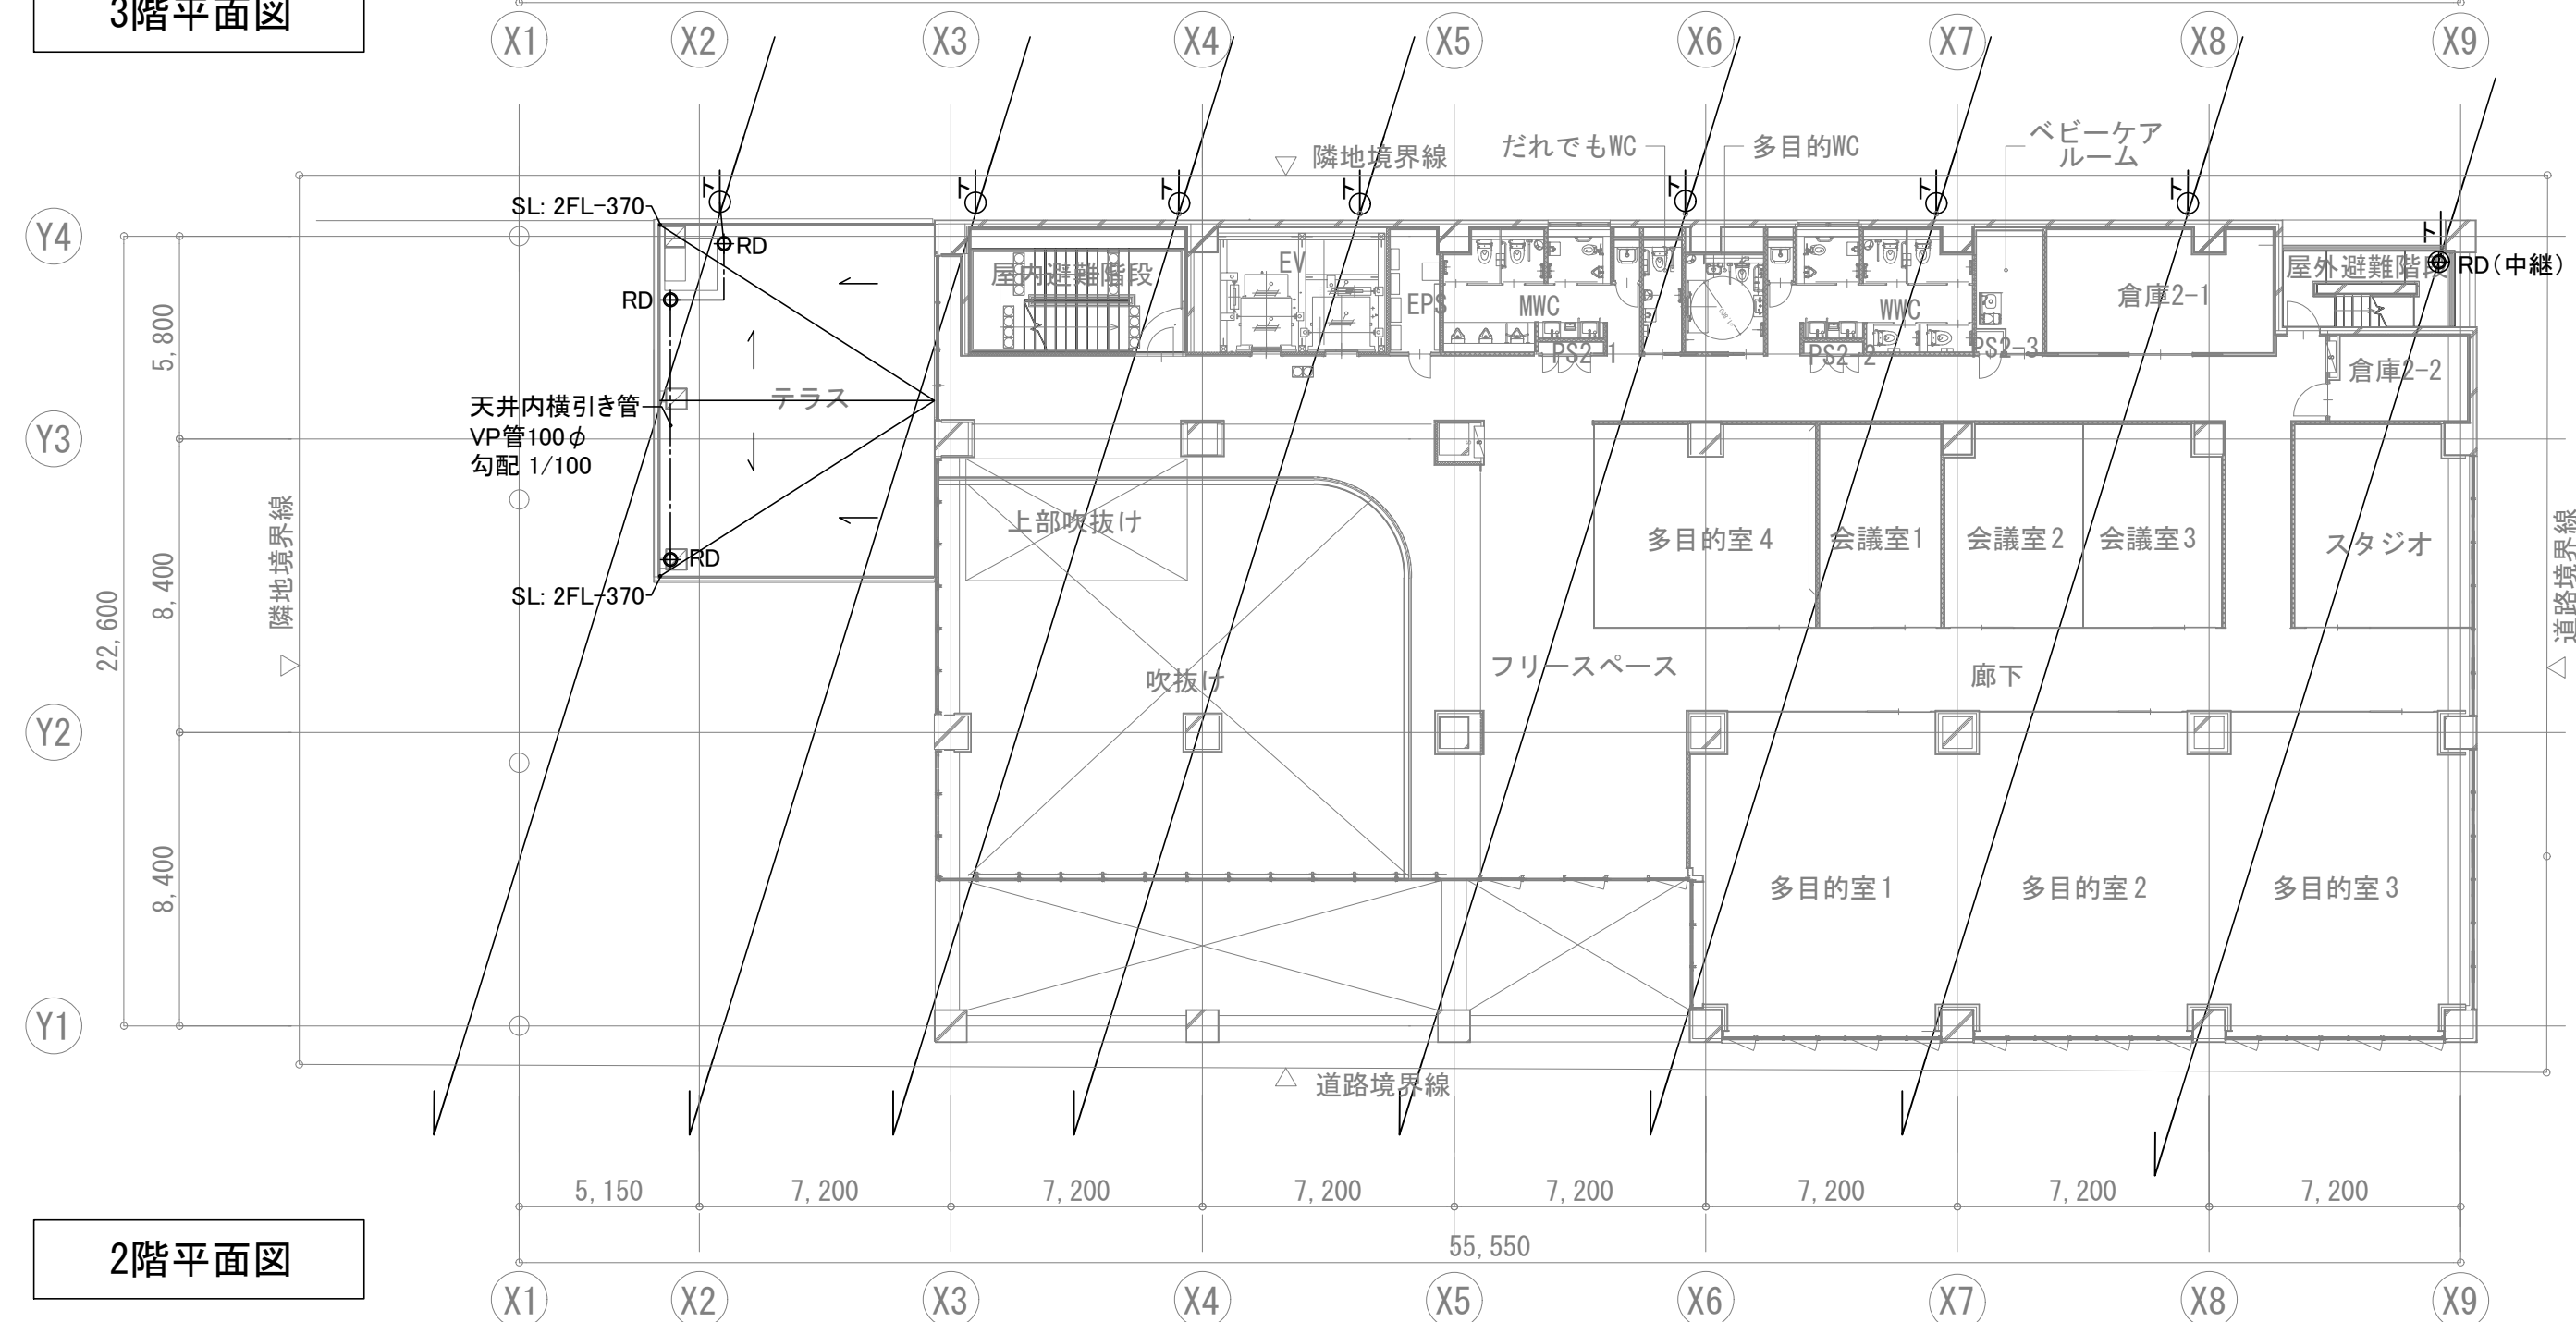 3階平面図
X1 X2 X3 X4 X5 X6 X7 X8 X9
隣地境界線
だれでもWC
多目的WC
ベビーケア
ルーム
ト ト ト ト ト ト ト ト
SL: 2FL-370
Y4
RD
RD
屋内避難階段
EV
EPS
MWC
WWC
PS2-1
PS2-2
PS2-3
倉庫2-1
屋外避難階段
RD(中継)
倉庫2-2
5,800
天井内横引き管
VP管100φ
勾配 1/100
テラス
Y3
隣地境界線
上部吹抜け
多目的室4
会議室1
会議室2
会議室3
スタジオ
道路境界線
RD
SL: 2FL-370
8,400
22,600
吹抜け
フリースペース
廊下
Y2
8,400
多目的室1
多目的室2
多目的室3
Y1
道路境界線
5,150 7,200 7,200 7,200 7,200 7,200 7,200 7,200
55,550
2階平面図
X1 X2 X3 X4 X5 X6 X7 X8 X9